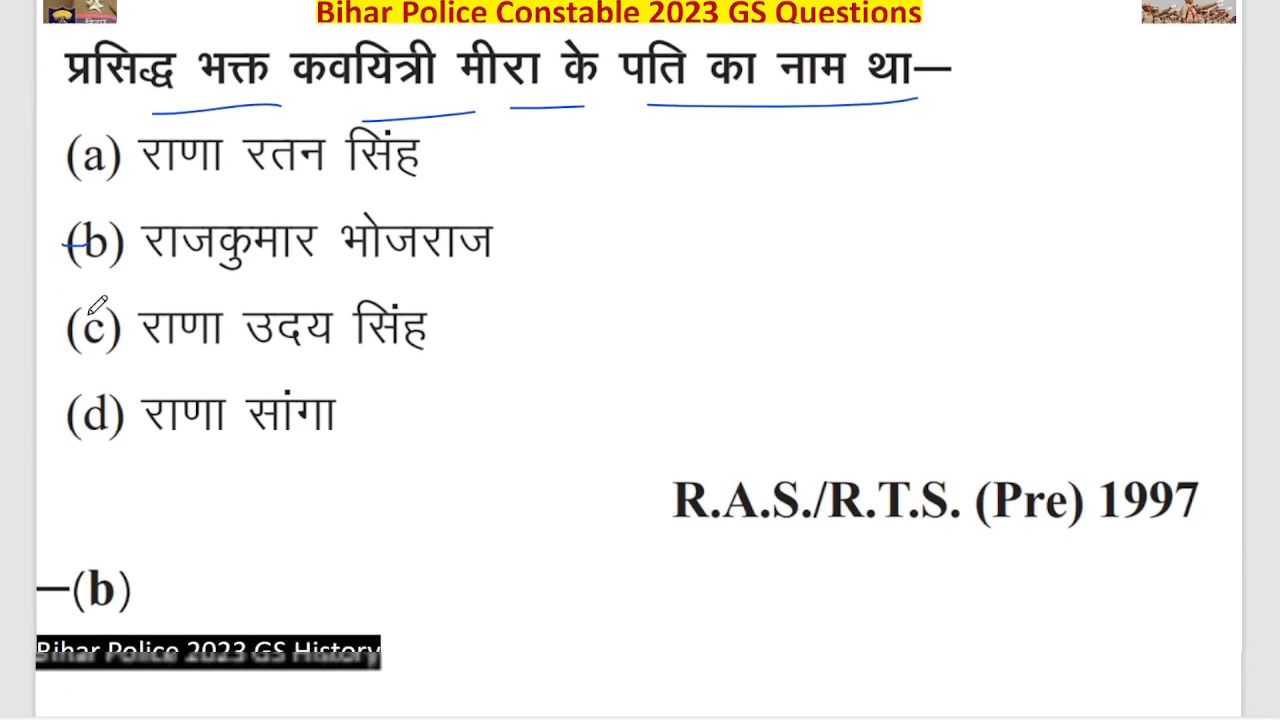 Bihar Police Constable 2023 GS Questions
प्रसिद्ध भक्त कवयित्री मीरा के पति का नाम था—
(a) राणा रतन सिंह
(b) राजकुमार भोजराज
(c) राणा उदय सिंह
(d) राणा सांगा
R.A.S./R.T.S. (Pre) 1997
—(b)
Bihar Police 2023 GS History